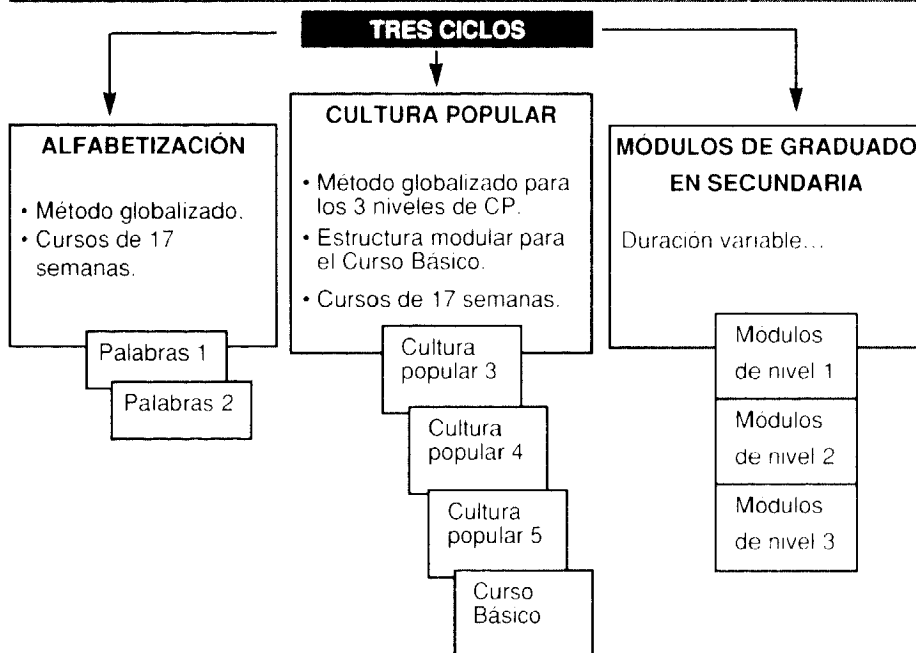 TRES CICLOS
ALFABETIZACIÓN
• Método globalizado.
• Cursos de 17
semanas.
Palabras 1
Palabras 2
CULTURA POPULAR
• Método globalizado para
los 3 niveles de CP.
• Estructura modular para
el Curso Básico.
• Cursos de 17 semanas.
Cultura
popular 3
Cultura
popular 4
Cultura
popular 5
Curso
Básico
MÓDULOS DE GRADUADO
EN SECUNDARIA
Duración variable...
Módulos
de nivel 1
Módulos
de nivel 2
Módulos
de nivel 3